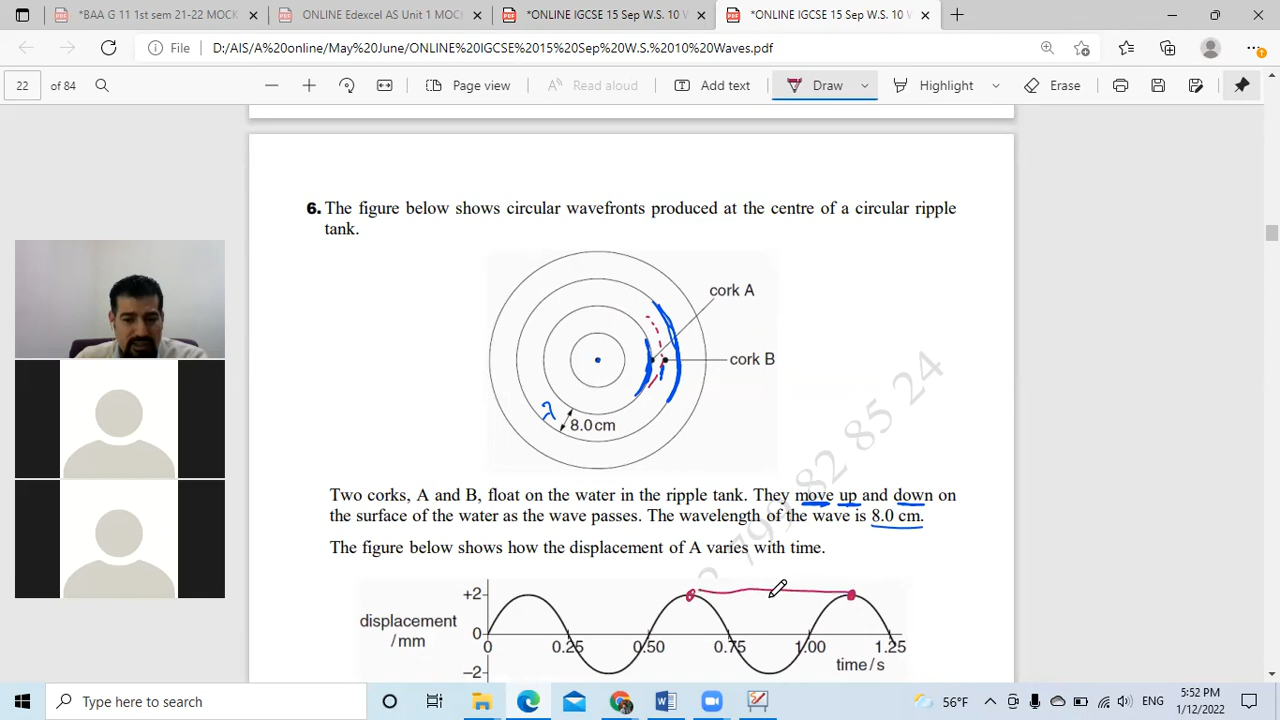 *BAA G 11 1st sem 21-22 MOCK
ONLINE Edexcel AS Unit 1 MOCK
*ONLINE IGCSE 15 Sep W.S. 10 W
*ONLINE IGCSE 15 Sep W.S. 10 W
File D:/AIS/A%20online/May%20June/ONLINE%20IGCSE%2015%20Sep%20W.S.%2010%20Waves.pdf
22 of 84 Page view Read aloud Add text Draw Highlight Erase
6. The figure below shows circular wavefronts produced at the centre of a circular ripple
tank.
cork A
cork B
λ
8.0 cm
Two corks, A and B, float on the water in the ripple tank. They move up and down on
the surface of the water as the wave passes. The wavelength of the wave is 8.0 cm.
The figure below shows how the displacement of A varies with time.
displacement
/mm
+2
0
−2
0 0.25 0.50 0.75 1.00 1.25
time/s
799 82 85 24
Type here to search
56°F
ENG
5:52 PM
1/12/2022